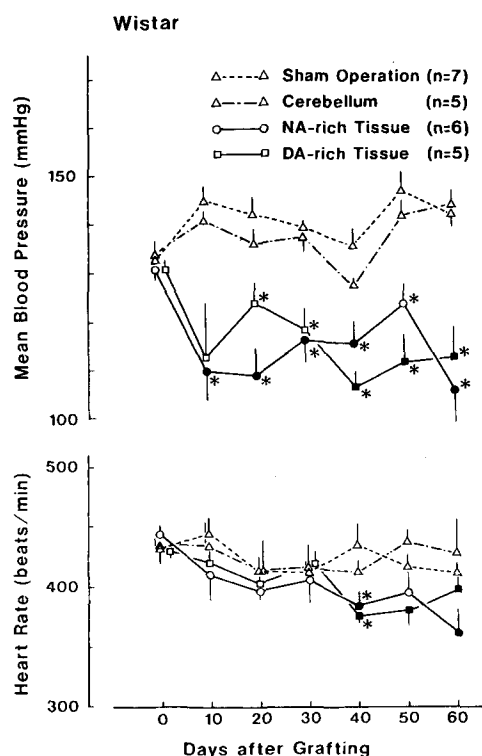 Wistar
Sham Operation (n=7)
Cerebellum (n=5)
NA-rich Tissue (n=6)
DA-rich Tissue (n=5)
Mean Blood Pressure (mmHg)
150
100
* * * * * * * * * * *
Heart Rate (beats/min)
500
400
300
* *
0 10 20 30 40 50 60
Days after Grafting